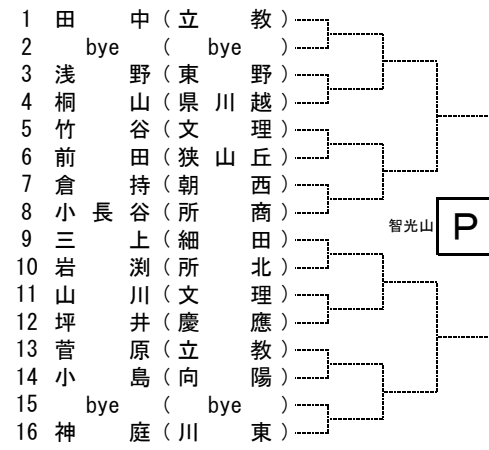 1 田 中 ( 立 教 )
2 bye ( bye )
3 浅 野 ( 東 野 )
4 桐 山 ( 県 川 越 )
5 竹 谷 ( 文 理 )
6 前 田 ( 狭 山 丘 )
7 倉 持 ( 朝 西 )
8 小 長 谷 ( 所 商 )
智光山 P
9 三 上 ( 細 田 )
10 岩 渕 ( 所 北 )
11 山 川 ( 文 理 )
12 坪 井 ( 慶 應 )
13 菅 原 ( 立 教 )
14 小 島 ( 向 陽 )
15 bye ( bye )
16 神 庭 ( 川 東 )